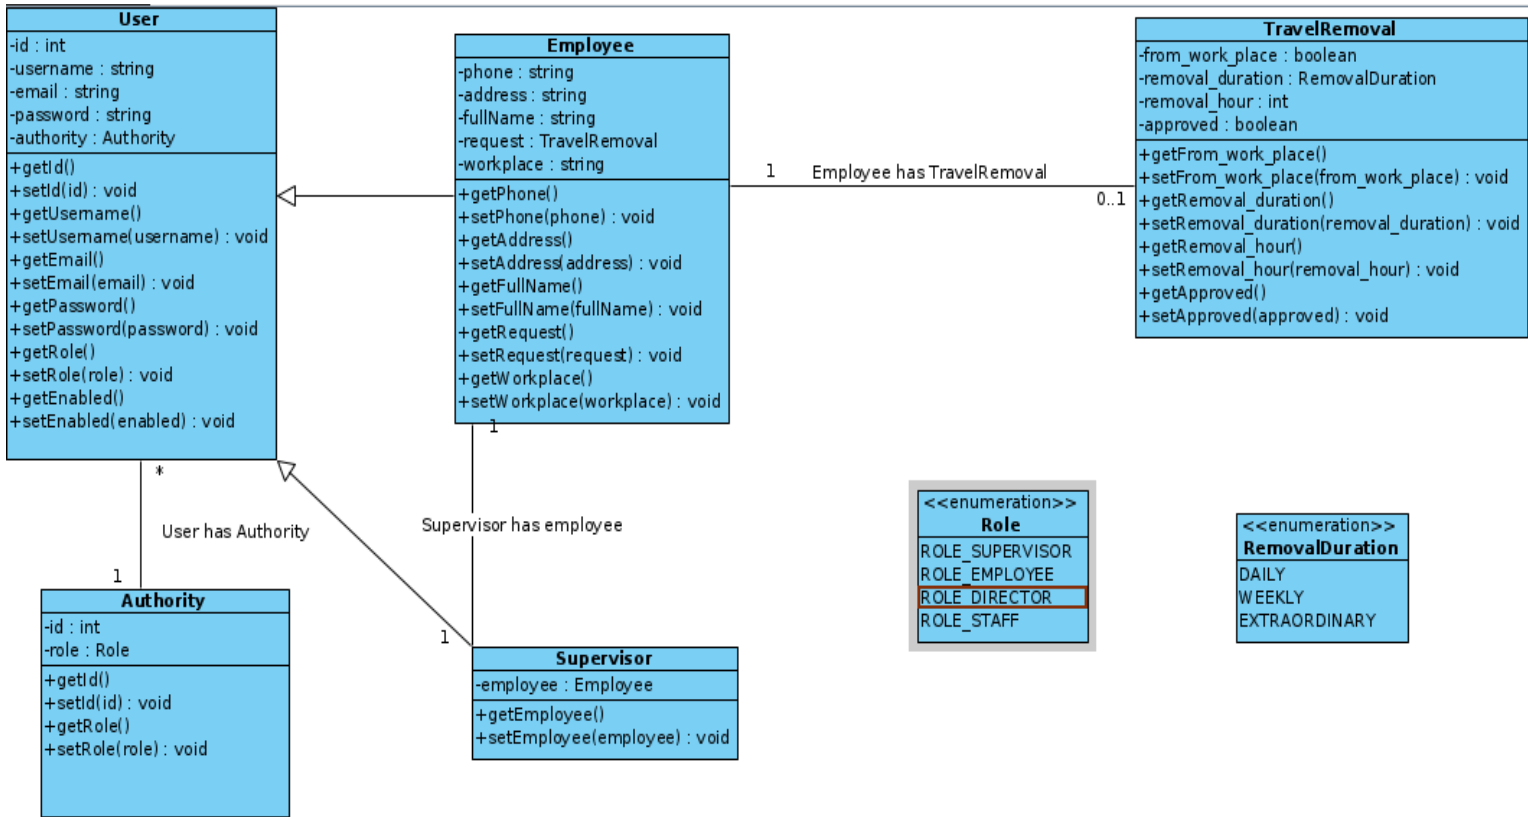 User
-id : int
-username : string
-email : string
-password : string
-authority : Authority
+getId()
+setId(id) : void
+getUsername()
+setUsername(username) : void
+getEmail()
+setEmail(email) : void
+getPassword()
+setPassword(password) : void
+getRole()
+setRole(role) : void
+getEnabled()
+setEnabled(enabled) : void
Employee
-phone : string
-address : string
-fullName : string
-request : TravelRemoval
-workplace : string
+getPhone()
+setPhone(phone) : void
+getAddress()
+setAddress(address) : void
+getFullName()
+setFullName(fullName) : void
+getRequest()
+setRequest(request) : void
+getWorkplace()
+setWorkplace(workplace) : void
1
Employee has TravelRemoval
0..1
TravelRemoval
-from_work_place : boolean
-removal_duration : RemovalDuration
-removal_hour : int
-approved : boolean
+getFrom_work_place()
+setFrom_work_place(from_work_place) : void
+getRemoval_duration()
+setRemoval_duration(removal_duration) : void
+getRemoval_hour()
+setRemoval_hour(removal_hour) : void
+getApproved()
+setApproved(approved) : void
*
User has Authority
1
1
Supervisor has employee
1
Authority
-id : int
-role : Role
+getId()
+setId(id) : void
+getRole()
+setRole(role) : void
Supervisor
-employee : Employee
+getEmployee()
+setEmployee(employee) : void
<<enumeration>>
Role
ROLE_SUPERVISOR
ROLE_EMPLOYEE
ROLE_DIRECTOR
ROLE_STAFF
<<enumeration>>
RemovalDuration
DAILY
WEEKLY
EXTRAORDINARY